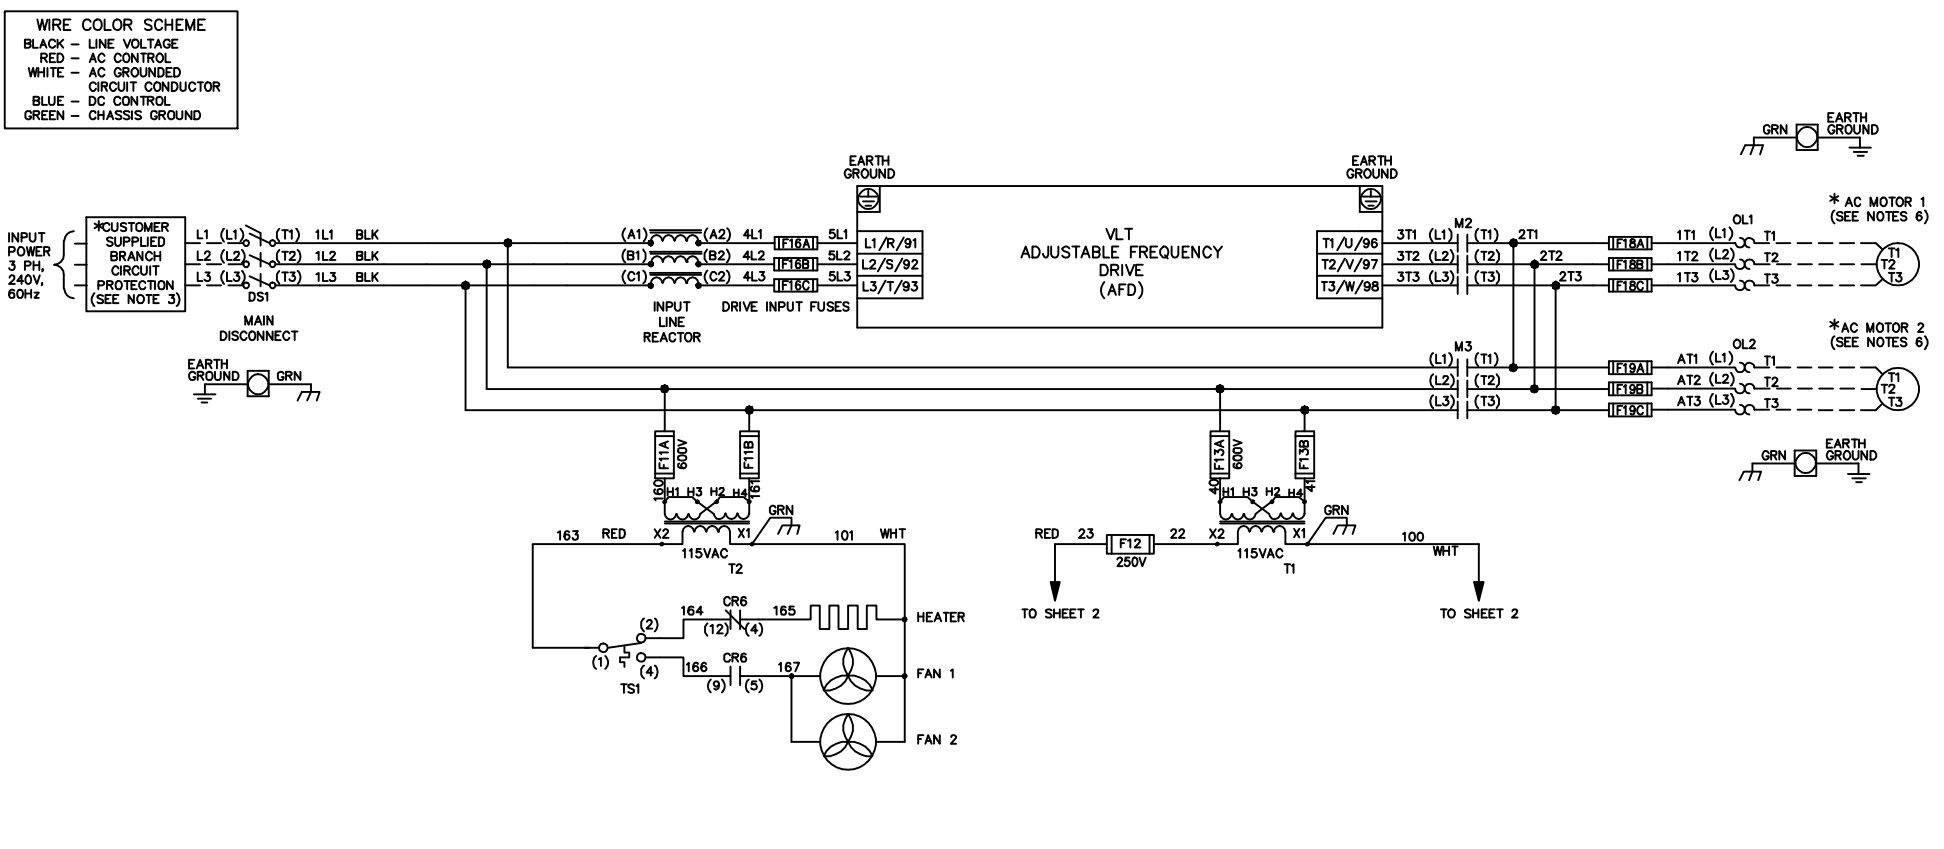 WIRE COLOR SCHEME
BLACK - LINE VOLTAGE
RED - AC CONTROL
WHITE - AC GROUNDED
CIRCUIT CONDUCTOR
BLUE - DC CONTROL
GREEN - CHASSIS GROUND
INPUT
POWER
3 PH,
240V,
60Hz
*CUSTOMER
SUPPLIED
BRANCH
CIRCUIT
PROTECTION
(SEE NOTE 3)
L1 (L1) (T1) 1L1 BLK
L2 (L2) (T2) 1L2 BLK
L3 (L3) (T3) 1L3 BLK
DS1
MAIN
DISCONNECT
EARTH
GROUND
GRN
(A1) (A2) 4L1 F16A 5L1
(B1) (B2) 4L2 F16B 5L2
(C1) (C2) 4L3 F16C 5L3
INPUT
LINE
REACTOR
DRIVE INPUT FUSES
EARTH
GROUND
L1/R/91
L2/S/92
L3/T/93
VLT
ADJUSTABLE FREQUENCY
DRIVE
(AFD)
EARTH
GROUND
T1/U/96
T2/V/97
T3/W/98
M2
3T1 (L1) (T1) 2T1 F18A 1T1 (L1) T1
3T2 (L2) (T2) 2T2 F18B 1T2 (L2) T2
3T3 (L3) (T3) 2T3 F18C 1T3 (L3) T3
OL1
GRN
EARTH
GROUND
* AC MOTOR 1
(SEE NOTES 6)
T1
T2
T3
M3
(L1) (T1) F19A AT1 (L1) T1
(L2) (T2) F19B AT2 (L2) T2
(L3) (T3) F19C AT3 (L3) T3
OL2
* AC MOTOR 2
(SEE NOTES 6)
T1
T2
T3
GRN
EARTH
GROUND
F11A
600V
F11B
160
161
H1 H3 H2 H4
GRN
163 RED X2 X1 101 WHT
115VAC
T2
F13A
600V
F13B
40
41
H1 H3 H2 H4
GRN
RED 23 F12 22 X2 X1 100
WHT
250V
115VAC
T1
TO SHEET 2
TO SHEET 2
164 CR6 165
(12) (4)
HEATER
(2)
(1)
(4)
TS1
166 CR6 167
(9) (5)
FAN 1
FAN 2